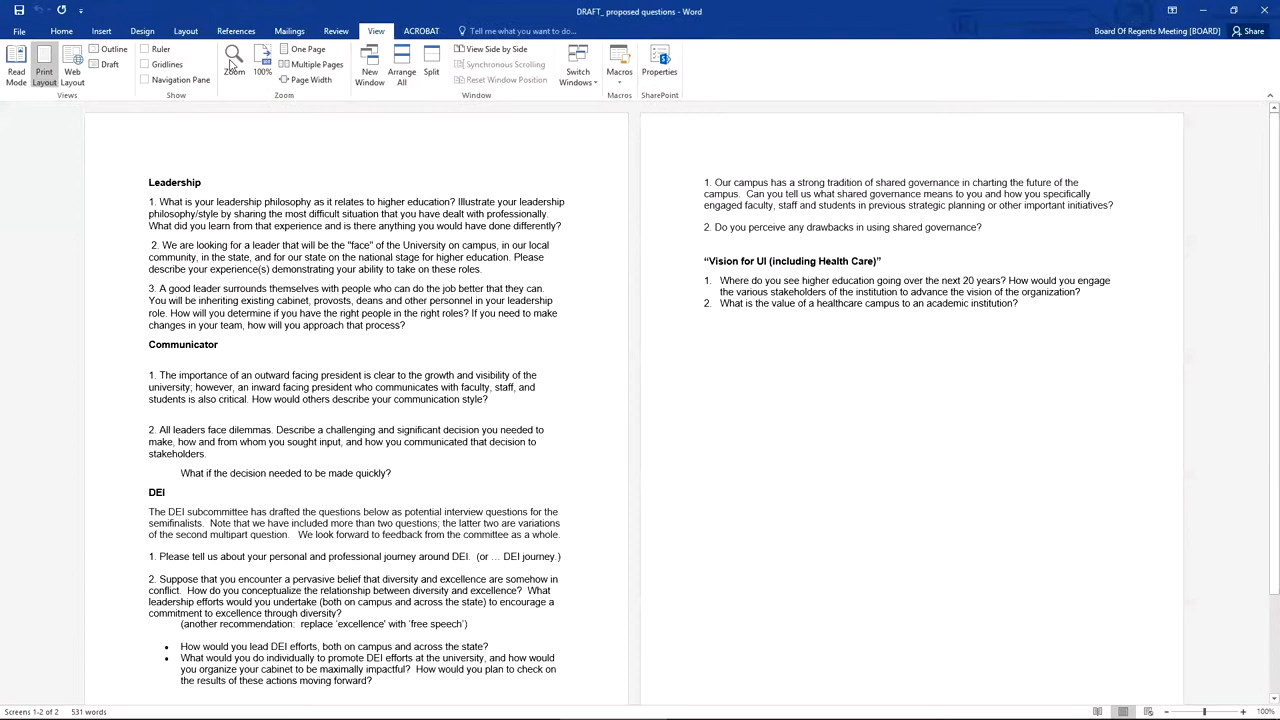 DRAFT_ proposed questions - Word
File Home Insert Design Layout References Mailings Review View ACROBAT Tell me what you want to do... Board Of Regents Meeting [BOARD] Share
Read Mode
Print Layout
Web Layout
Outline
Draft
Views
Ruler
Gridlines
Navigation Pane
Show
Zoom
100%
One Page
Multiple Pages
Page Width
Zoom
New Window
Arrange All
Split
View Side by Side
Synchronous Scrolling
Reset Window Position
Window
Switch Windows
Macros
Macros
Properties
SharePoint
Leadership
1. What is your leadership philosophy as it relates to higher education? Illustrate your leadership
philosophy/style by sharing the most difficult situation that you have dealt with professionally.
What did you learn from that experience and is there anything you would have done differently?
2. We are looking for a leader that will be the "face" of the University on campus, in our local
community, in the state, and for our state on the national stage for higher education. Please
describe your experience(s) demonstrating your ability to take on these roles.
3. A good leader surrounds themselves with people who can do the job better that they can.
You will be inheriting existing cabinet, provosts, deans and other personnel in your leadership
role. How will you determine if you have the right people in the right roles? If you need to make
changes in your team, how will you approach that process?
Communicator
1. The importance of an outward facing president is clear to the growth and visibility of the
university; however, an inward facing president who communicates with faculty, staff, and
students is also critical. How would others describe your communication style?
2. All leaders face dilemmas. Describe a challenging and significant decision you needed to
make, how and from whom you sought input, and how you communicated that decision to
stakeholders.
What if the decision needed to be made quickly?
DEI
The DEI subcommittee has drafted the questions below as potential interview questions for the
semifinalists. Note that we have included more than two questions; the latter two are variations
of the second multipart question. We look forward to feedback from the committee as a whole.
1. Please tell us about your personal and professional journey around DEI. (or … DEI journey.)
2. Suppose that you encounter a pervasive belief that diversity and excellence are somehow in
conflict. How do you conceptualize the relationship between diversity and excellence? What
leadership efforts would you undertake (both on campus and across the state) to encourage a
commitment to excellence through diversity?
(another recommendation: replace 'excellence' with 'free speech')
• How would you lead DEI efforts, both on campus and across the state?
• What would you do individually to promote DEI efforts at the university, and how would
you organize your cabinet to be maximally impactful? How would you plan to check on
the results of these actions moving forward?
1. Our campus has a strong tradition of shared governance in charting the future of the
campus. Can you tell us what shared governance means to you and how you specifically
engaged faculty, staff and students in previous strategic planning or other important initiatives?
2. Do you perceive any drawbacks in using shared governance?
“Vision for UI (including Health Care)”
1. Where do you see higher education going over the next 20 years? How would you engage
the various stakeholders of the institution to advance the vision of the organization?
2. What is the value of a healthcare campus to an academic institution?
Screens 1-2 of 2 531 words 100%